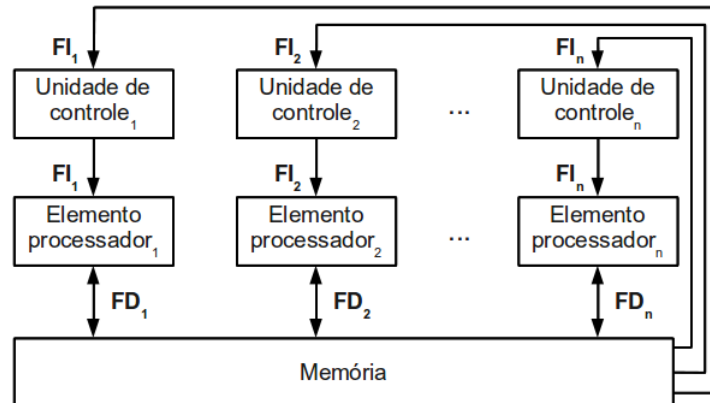 FI₁ FI₂ FIₙ
Unidade de controle₁
Unidade de controle₂
...
Unidade de controleₙ
FI₁ FI₂ FIₙ
Elemento processador₁
Elemento processador₂
...
Elemento processadorₙ
FD₁ FD₂ FDₙ
Memória